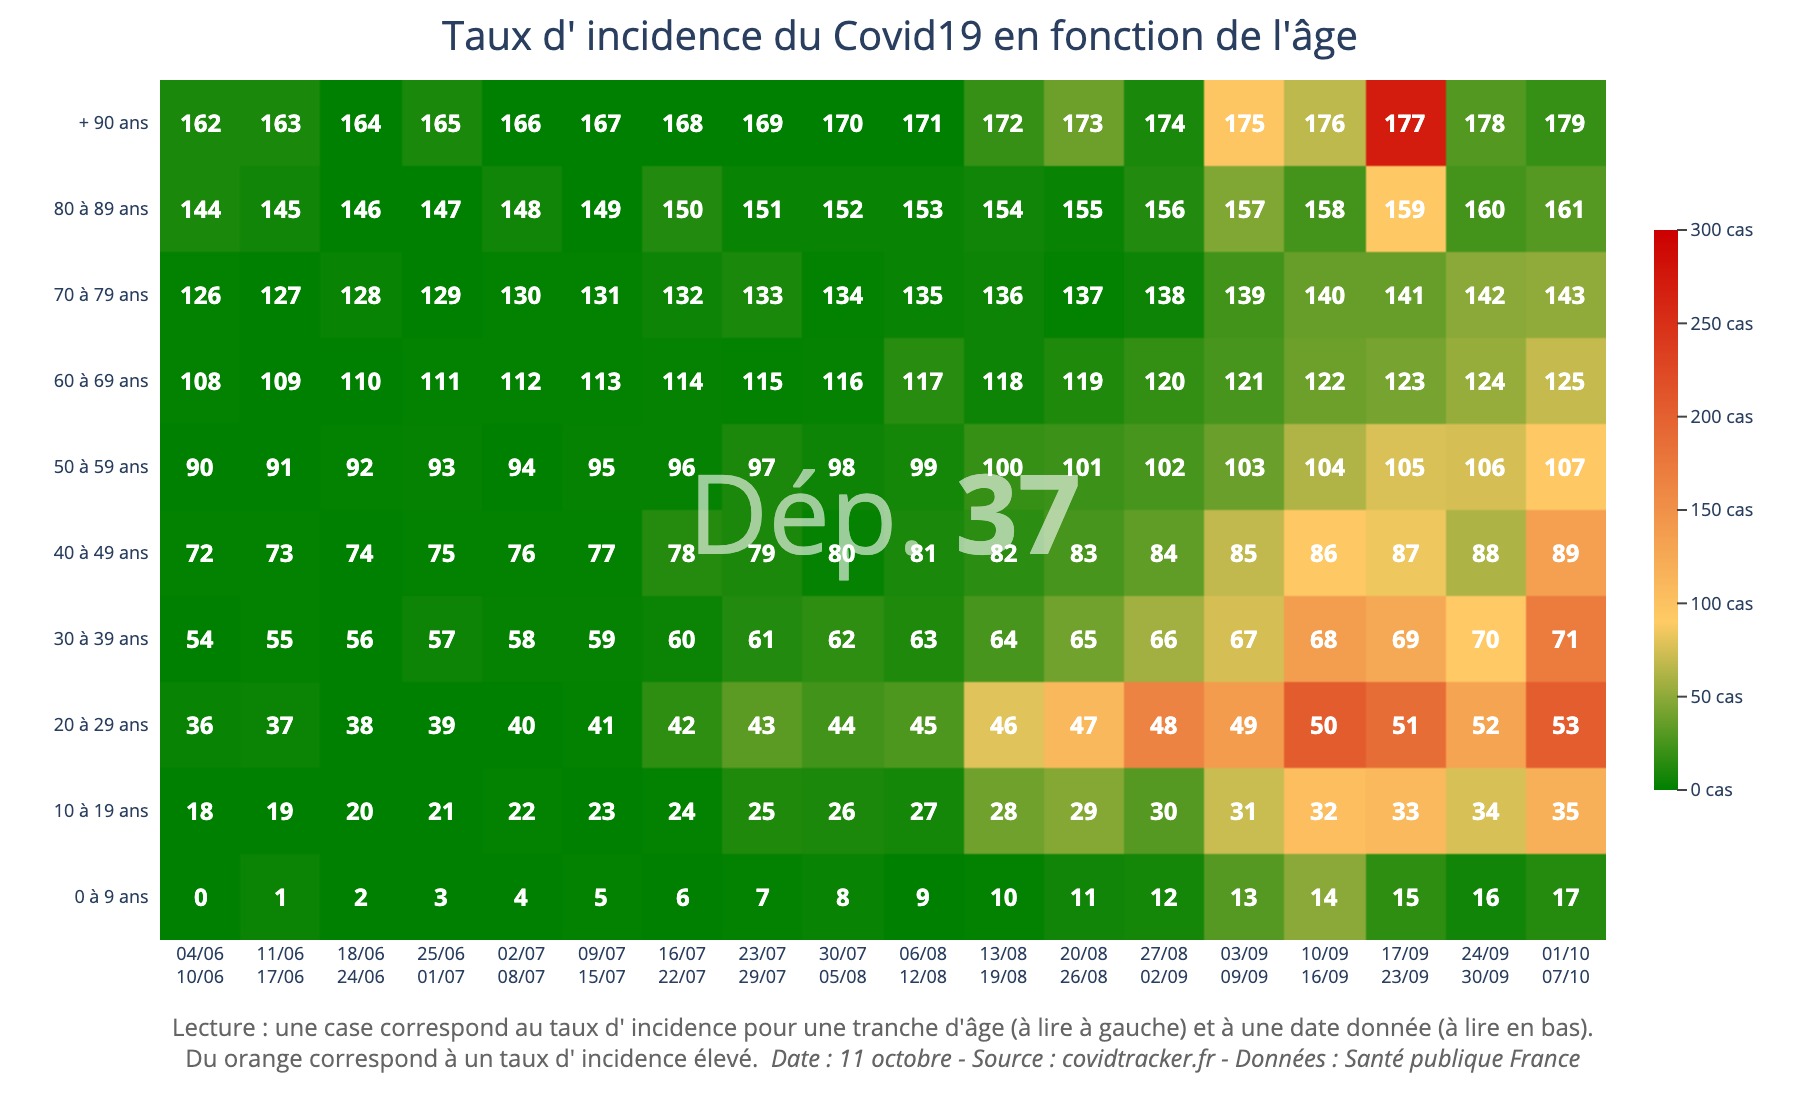 Taux d' incidence du Covid19 en fonction de l'âge
+ 90 ans 162 163 164 165 166 167 168 169 170 171 172 173 174 175 176 177 178 179
80 à 89 ans 144 145 146 147 148 149 150 151 152 153 154 155 156 157 158 159 160 161
70 à 79 ans 126 127 128 129 130 131 132 133 134 135 136 137 138 139 140 141 142 143
60 à 69 ans 108 109 110 111 112 113 114 115 116 117 118 119 120 121 122 123 124 125
50 à 59 ans 90 91 92 93 94 95 96 97 98 99 100 101 102 103 104 105 106 107
Dép. 37
40 à 49 ans 72 73 74 75 76 77 78 79 80 81 82 83 84 85 86 87 88 89
30 à 39 ans 54 55 56 57 58 59 60 61 62 63 64 65 66 67 68 69 70 71
20 à 29 ans 36 37 38 39 40 41 42 43 44 45 46 47 48 49 50 51 52 53
10 à 19 ans 18 19 20 21 22 23 24 25 26 27 28 29 30 31 32 33 34 35
0 à 9 ans 0 1 2 3 4 5 6 7 8 9 10 11 12 13 14 15 16 17
04/06 11/06 18/06 25/06 02/07 09/07 16/07 23/07 30/07 06/08 13/08 20/08 27/08 03/09 10/09 17/09 24/09 01/10
10/06 17/06 24/06 01/07 08/07 15/07 22/07 29/07 05/08 12/08 19/08 26/08 02/09 09/09 16/09 23/09 30/09 07/10
300 cas
250 cas
200 cas
150 cas
100 cas
50 cas
0 cas
Lecture : une case correspond au taux d' incidence pour une tranche d'âge (à lire à gauche) et à une date donnée (à lire en bas).
Du orange correspond à un taux d' incidence élevé. Date : 11 octobre - Source : covidtracker.fr - Données : Santé publique France